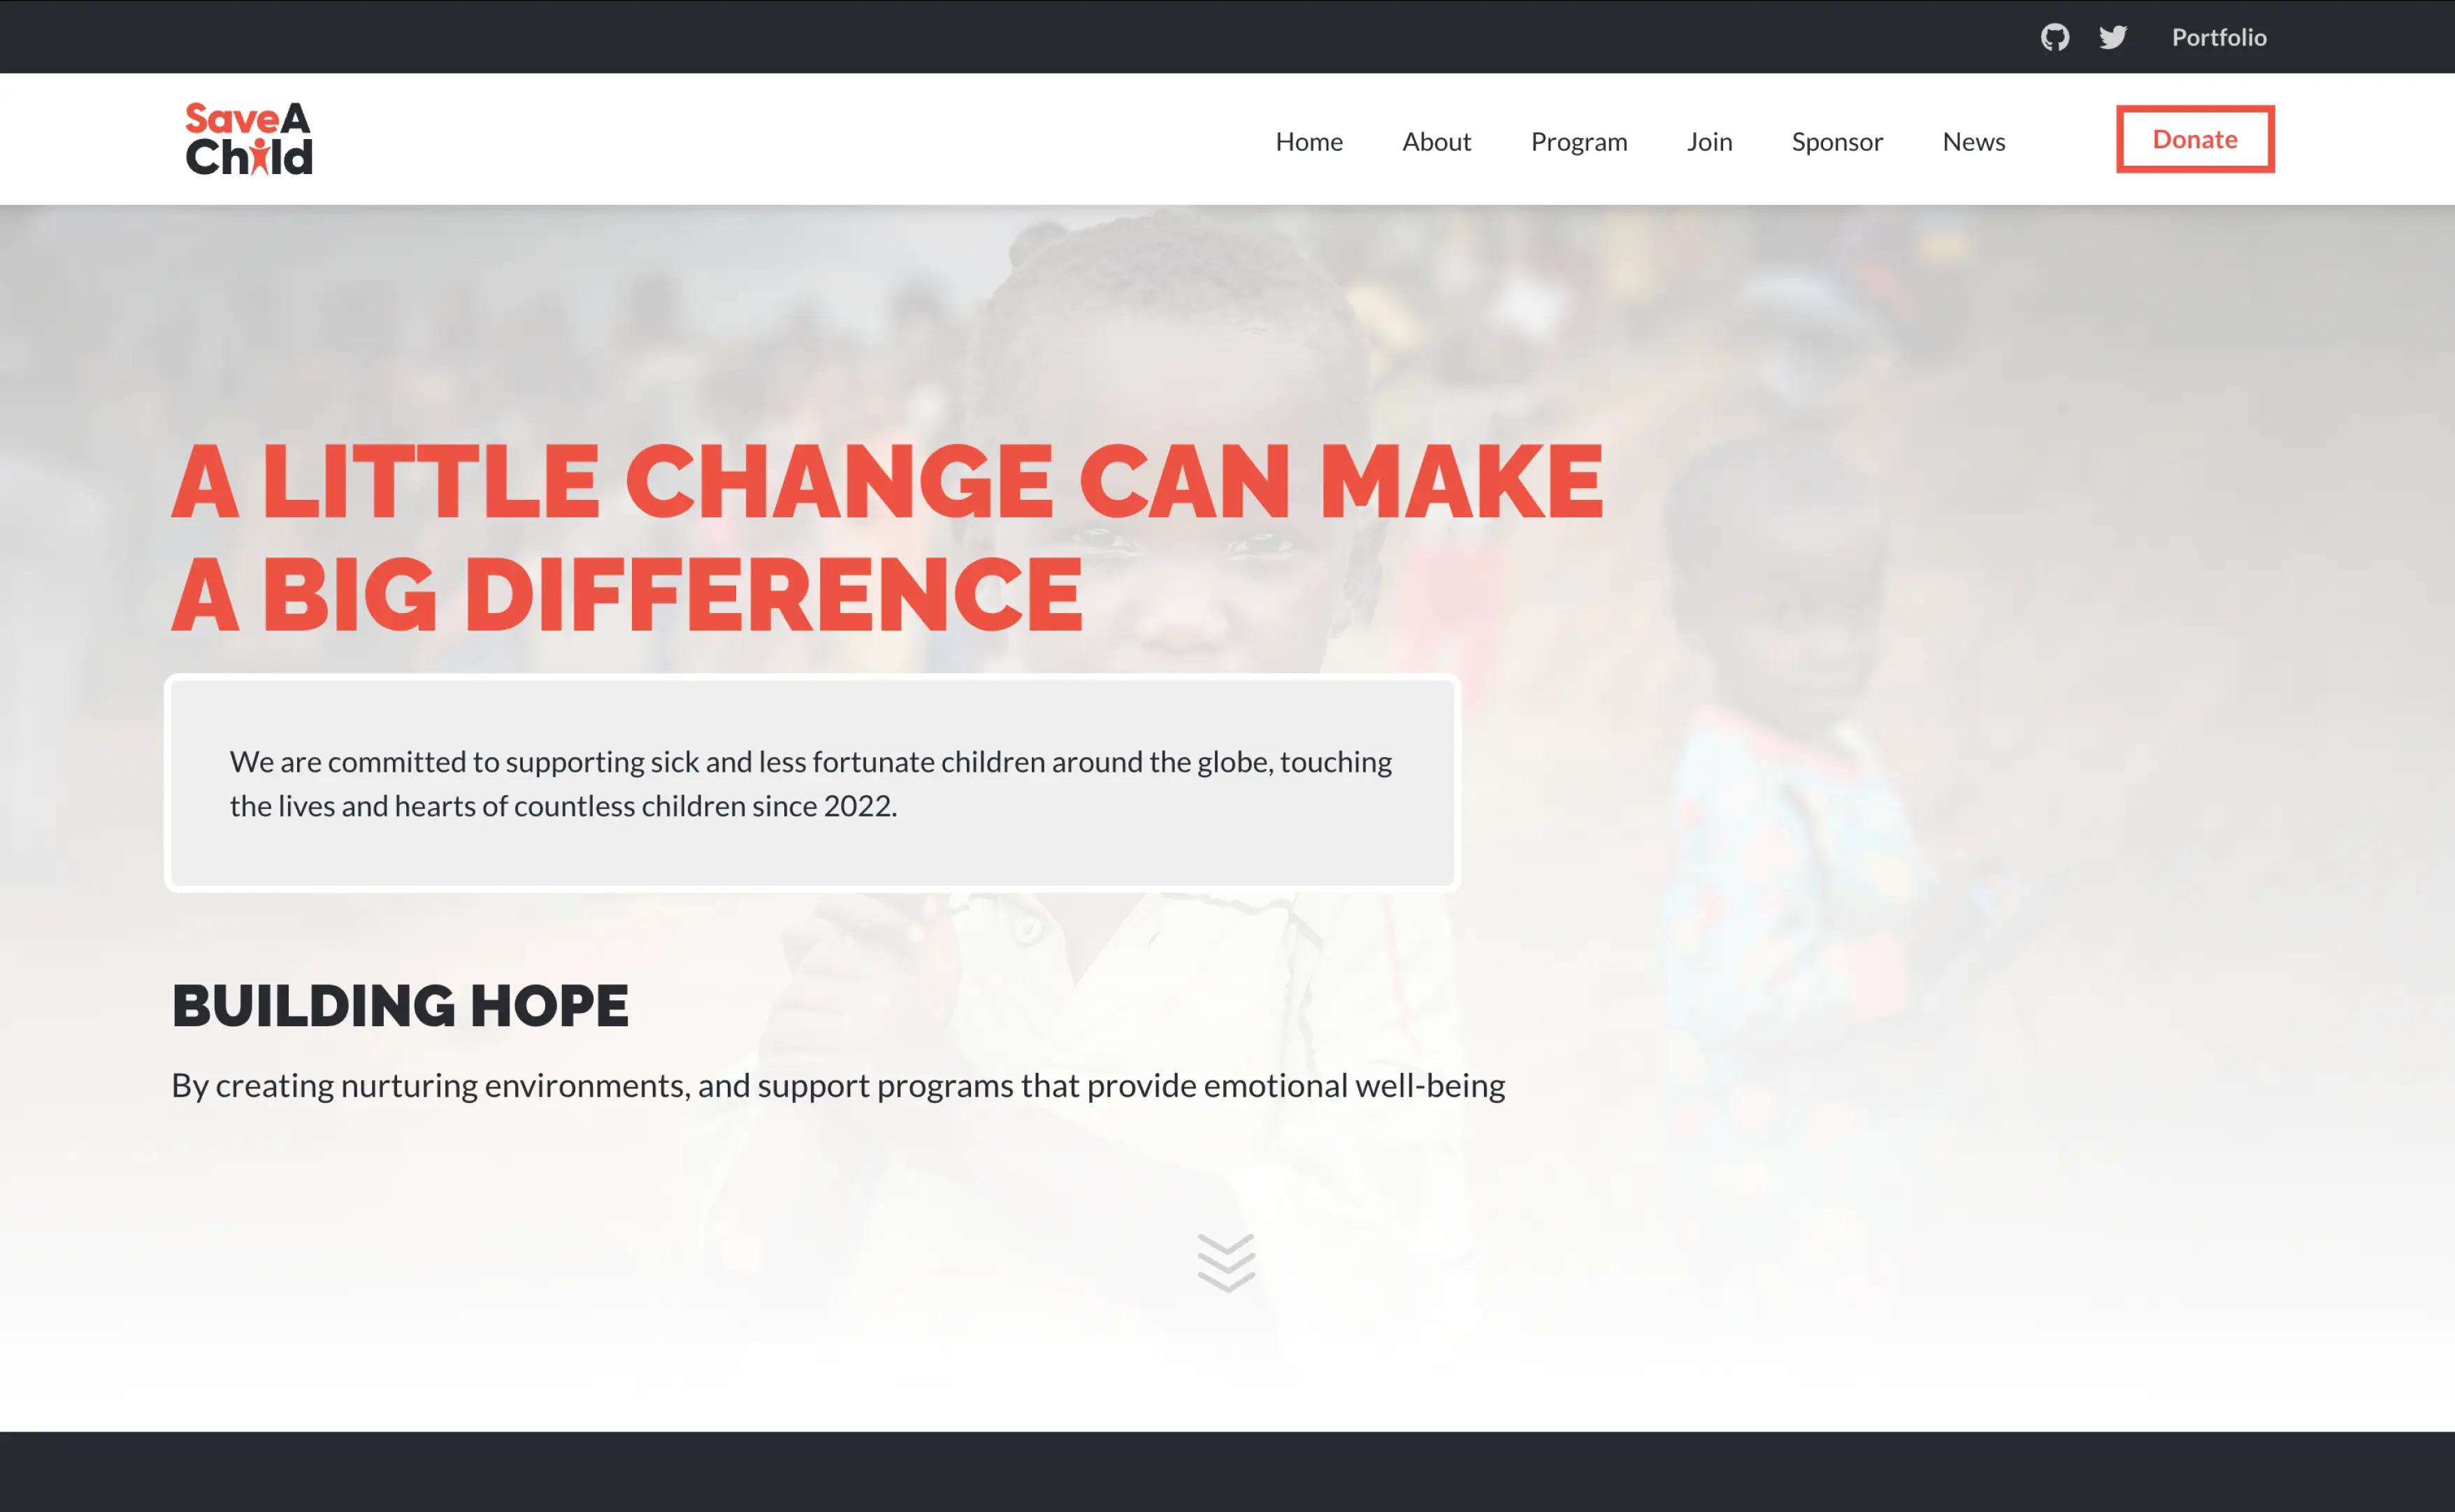 Portfolio
SaveA
Child
Home About Program Join Sponsor News Donate
A LITTLE CHANGE CAN MAKE
A BIG DIFFERENCE
We are committed to supporting sick and less fortunate children around the globe, touching
the lives and hearts of countless children since 2022.
BUILDING HOPE
By creating nurturing environments, and support programs that provide emotional well-being